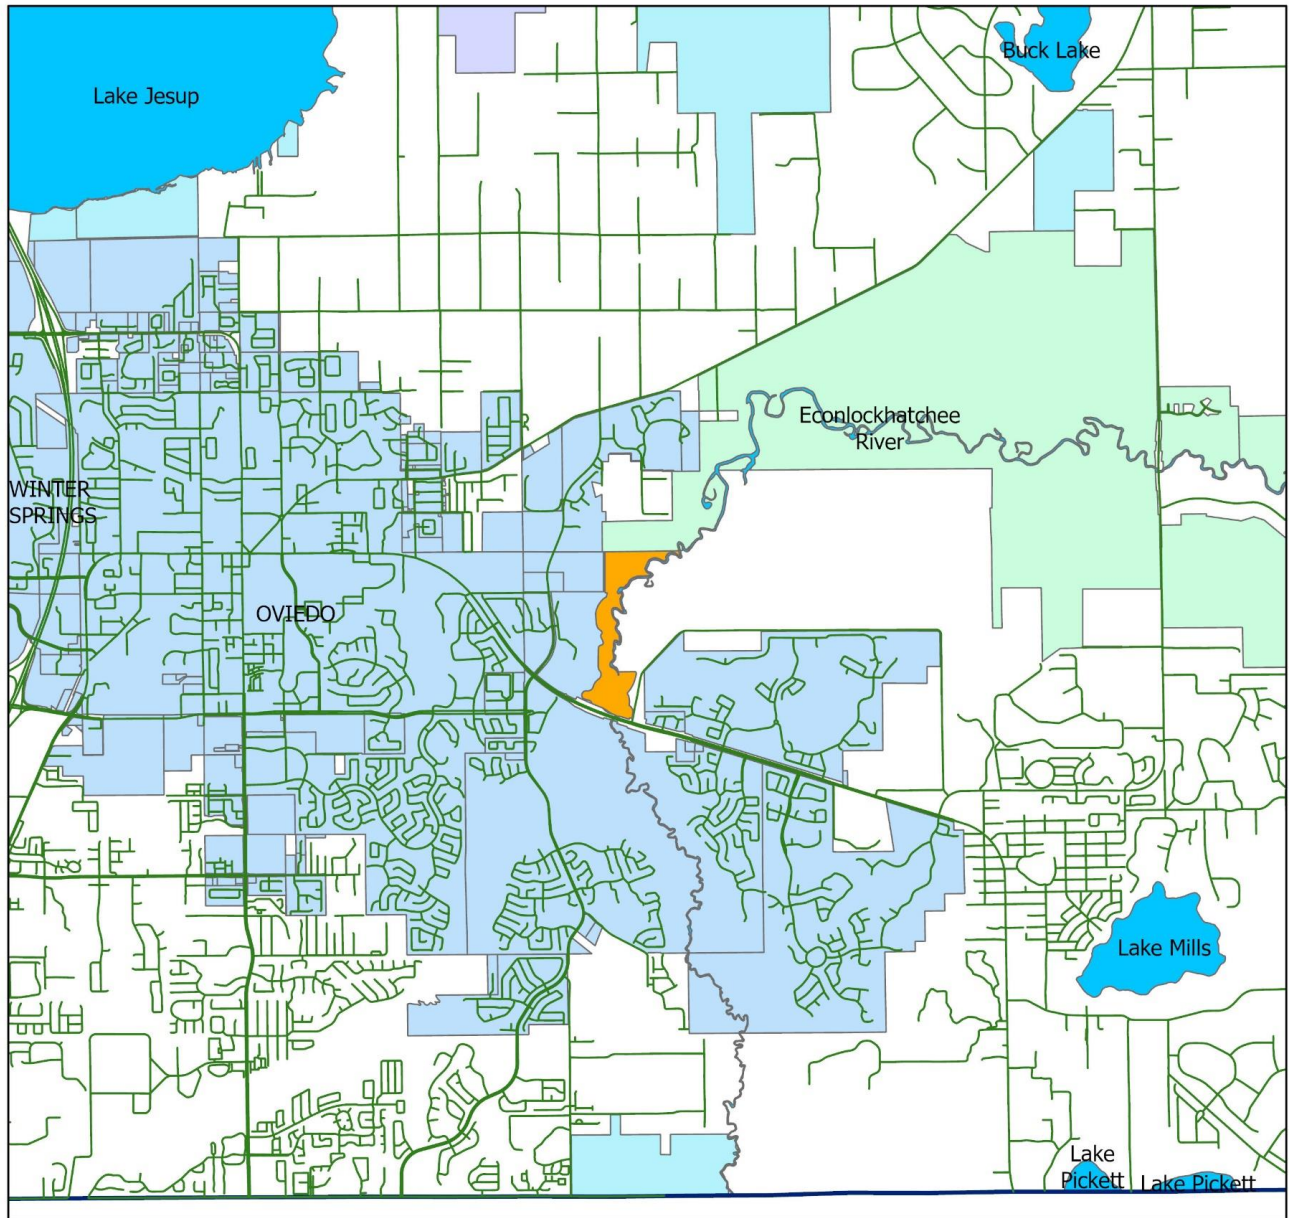 Buck Lake
Lake Jesup
Econlockhatchee
River
WINTER
SPRINGS
OVIEDO
Lake Mills
Lake
Pickett
Lake Pickett